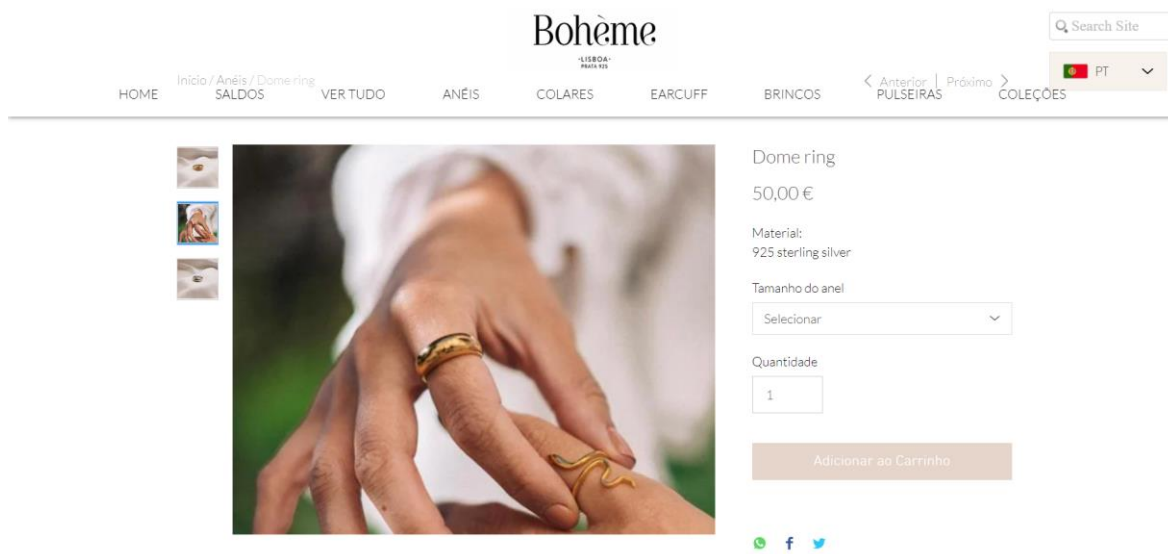 Bohème
•LISBOA•
PRATA 925
Search Site
PT
Início / Anéis / Dome ring
Anterior | Próximo
HOME SALDOS VER TUDO ANÉIS COLARES EARCUFF BRINCOS PULSEIRAS COLEÇÕES
Dome ring
50,00 €
Material:
925 sterling silver
Tamanho do anel
Selecionar
Quantidade
1
Adicionar ao Carrinho